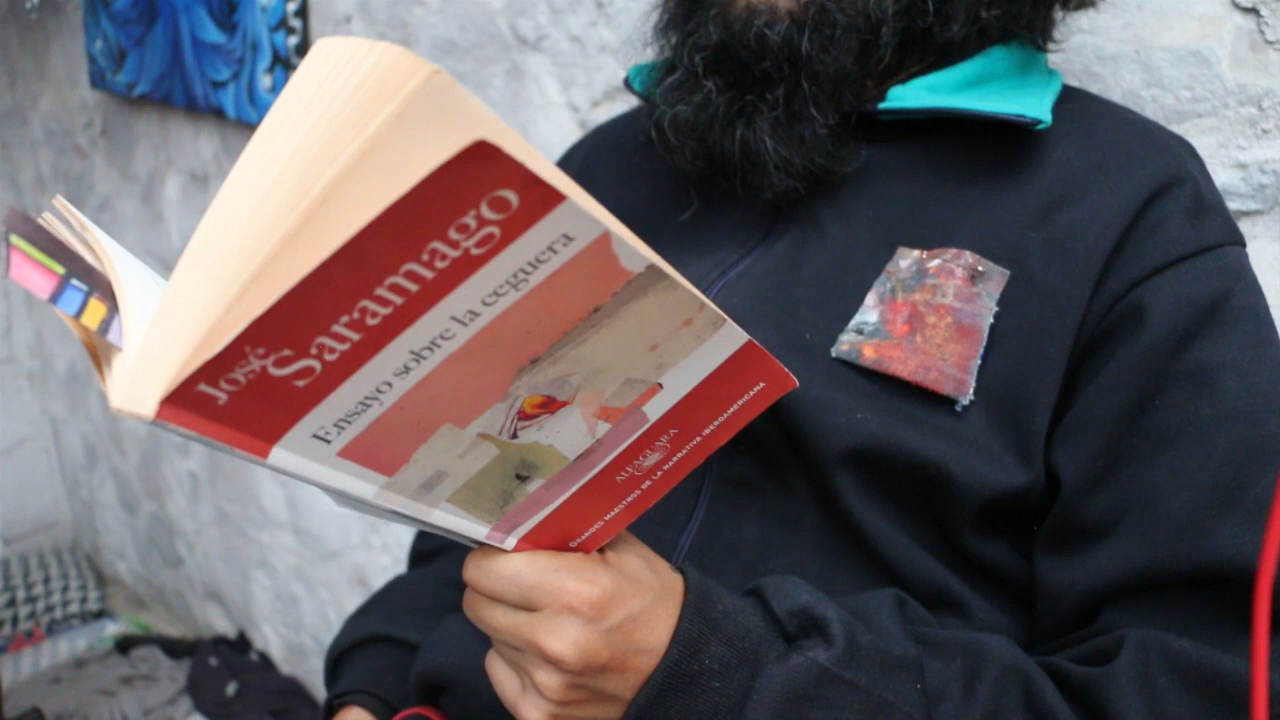 José
Saramago
Ensayo sobre la ceguera
ALFAGUARA
GRANDES MAESTROS DE LA NARRATIVA IBEROAMERICANA